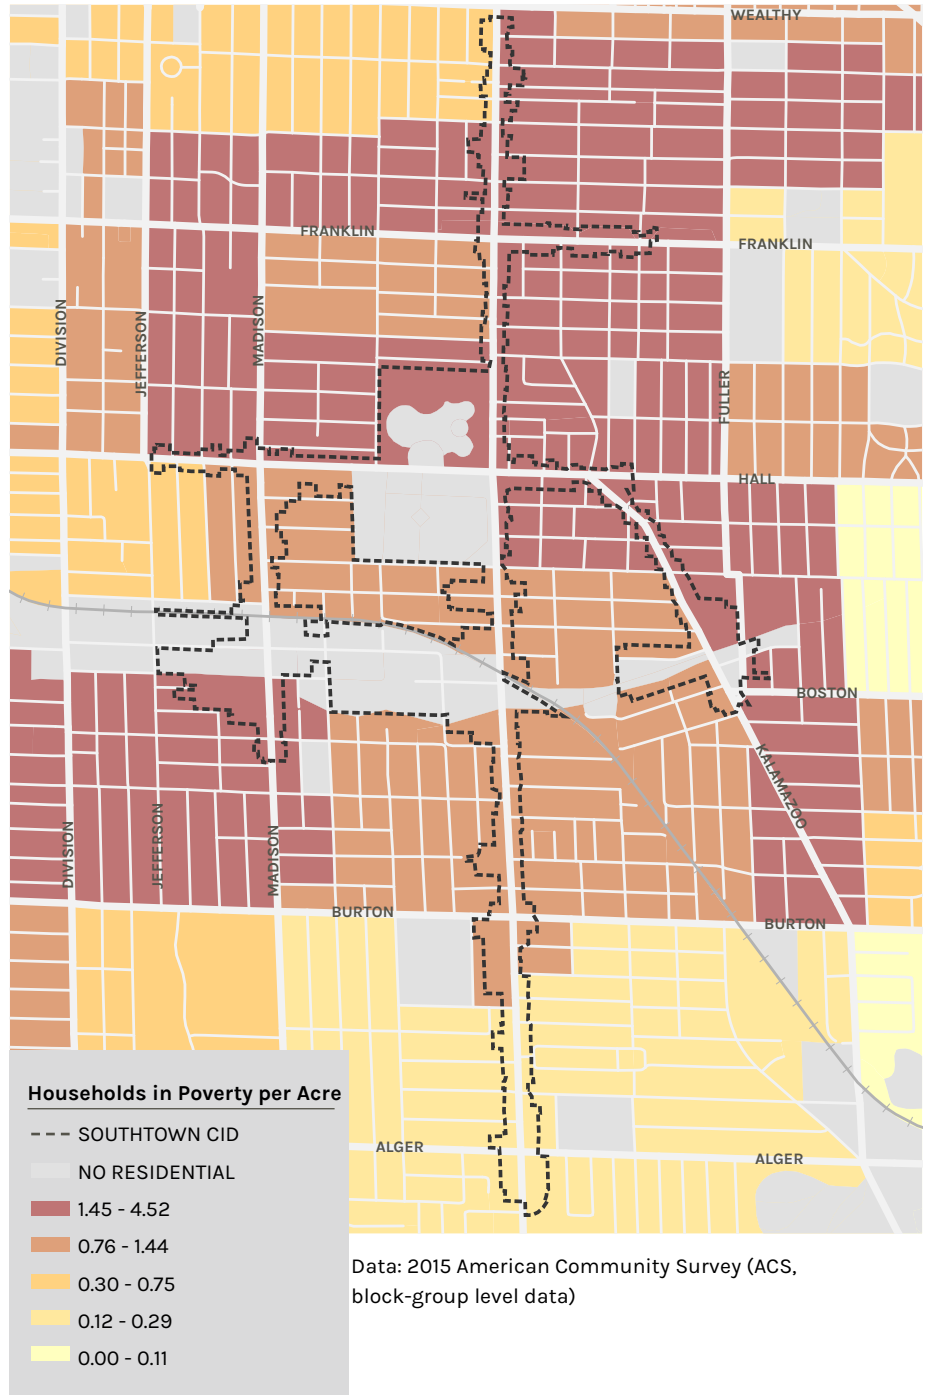 WEALTHY
FRANKLIN
FRANKLIN
DIVISION
JEFFERSON
MADISON
FULLER
HALL
BOSTON
KALAMAZOO
DIVISION
JEFFERSON
MADISON
BURTON
BURTON
ALGER
ALGER
Households in Poverty per Acre
SOUTHTOWN CID
NO RESIDENTIAL
1.45 - 4.52
0.76 - 1.44
0.30 - 0.75
0.12 - 0.29
0.00 - 0.11
Data: 2015 American Community Survey (ACS,
block-group level data)